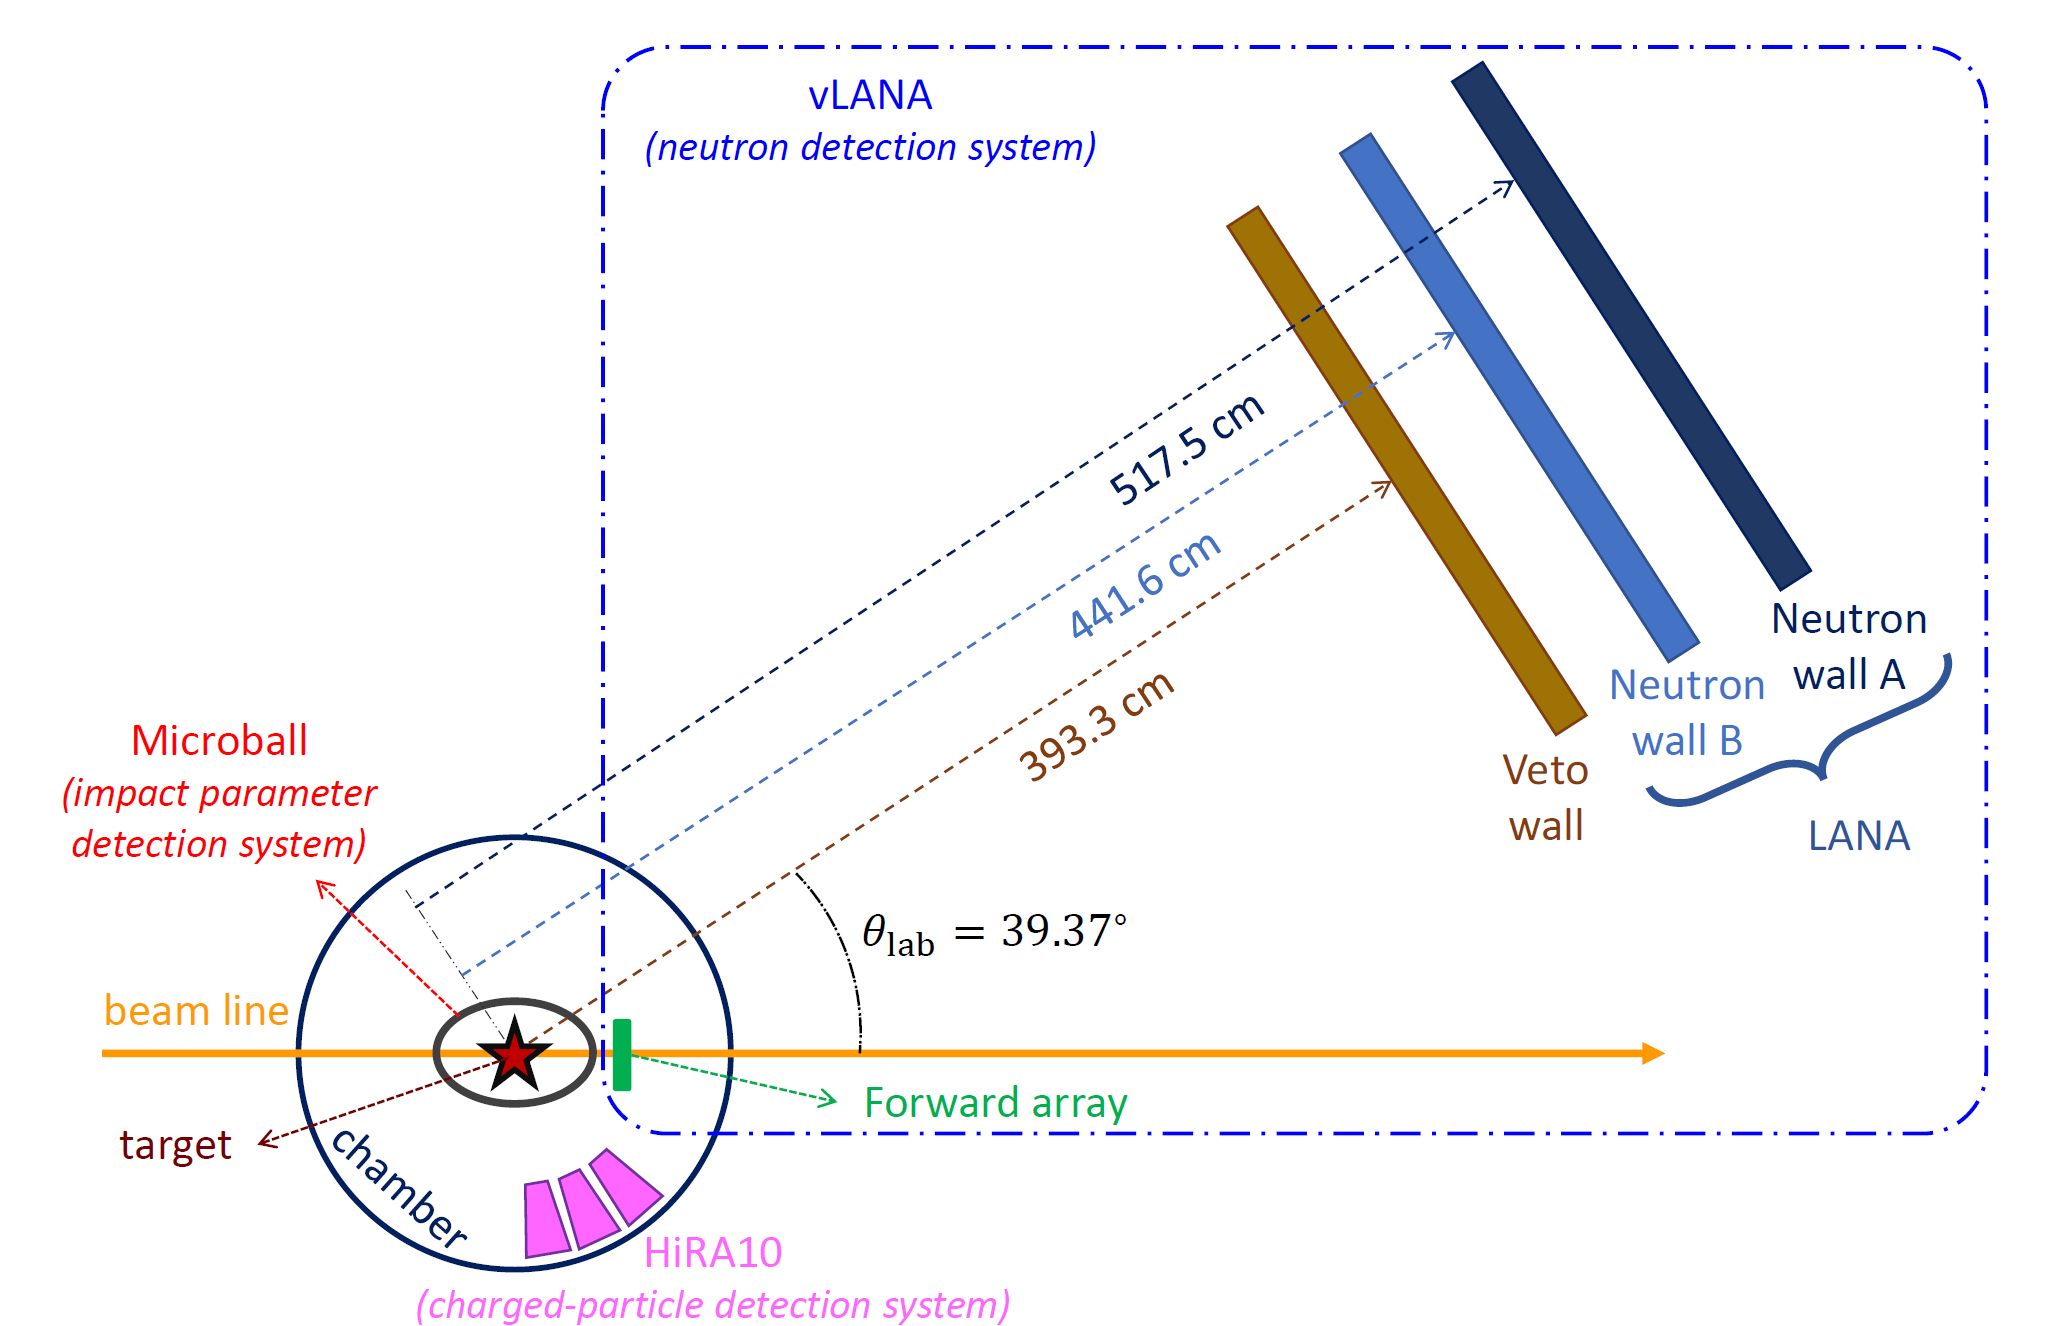 vLANA
(neutron detection system)
517.5 cm
441.6 cm
393.3 cm
Neutron
wall A
Neutron
wall B
Veto
wall
LANA
Microball
(impact parameter
detection system)
θlab = 39.37°
beam line
Forward array
target
chamber
HiRA10
(charged-particle detection system)